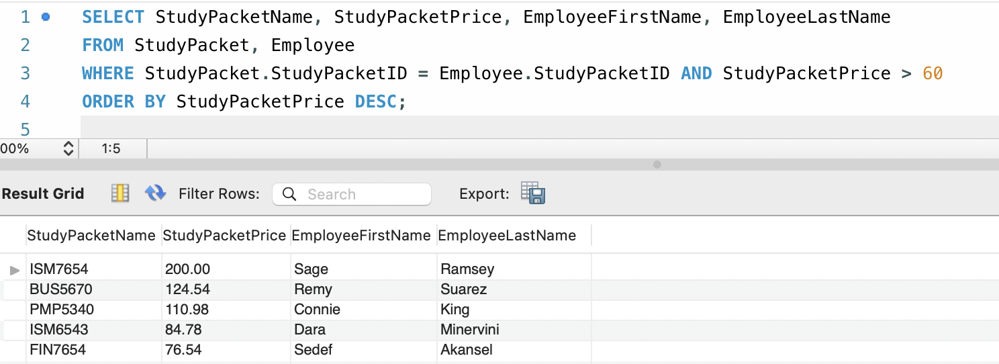 1 SELECT StudyPacketName, StudyPacketPrice, EmployeeFirstName, EmployeeLastName
2 FROM StudyPacket, Employee
3 WHERE StudyPacket.StudyPacketID = Employee.StudyPacketID AND StudyPacketPrice > 60
4 ORDER BY StudyPacketPrice DESC;
5
00% 1:5
Result Grid Filter Rows: Search Export:
StudyPacketName StudyPacketPrice EmployeeFirstName EmployeeLastName
ISM7654 200.00 Sage Ramsey
BUS5670 124.54 Remy Suarez
PMP5340 110.98 Connie King
ISM6543 84.78 Dara Minervini
FIN7654 76.54 Sedef Akansel